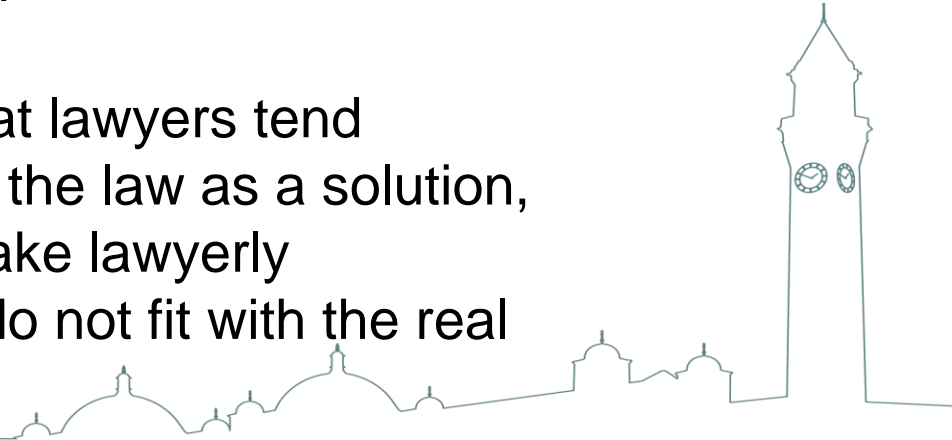 at lawyers tend
the law as a solution,
ake lawyerly
do not fit with the real